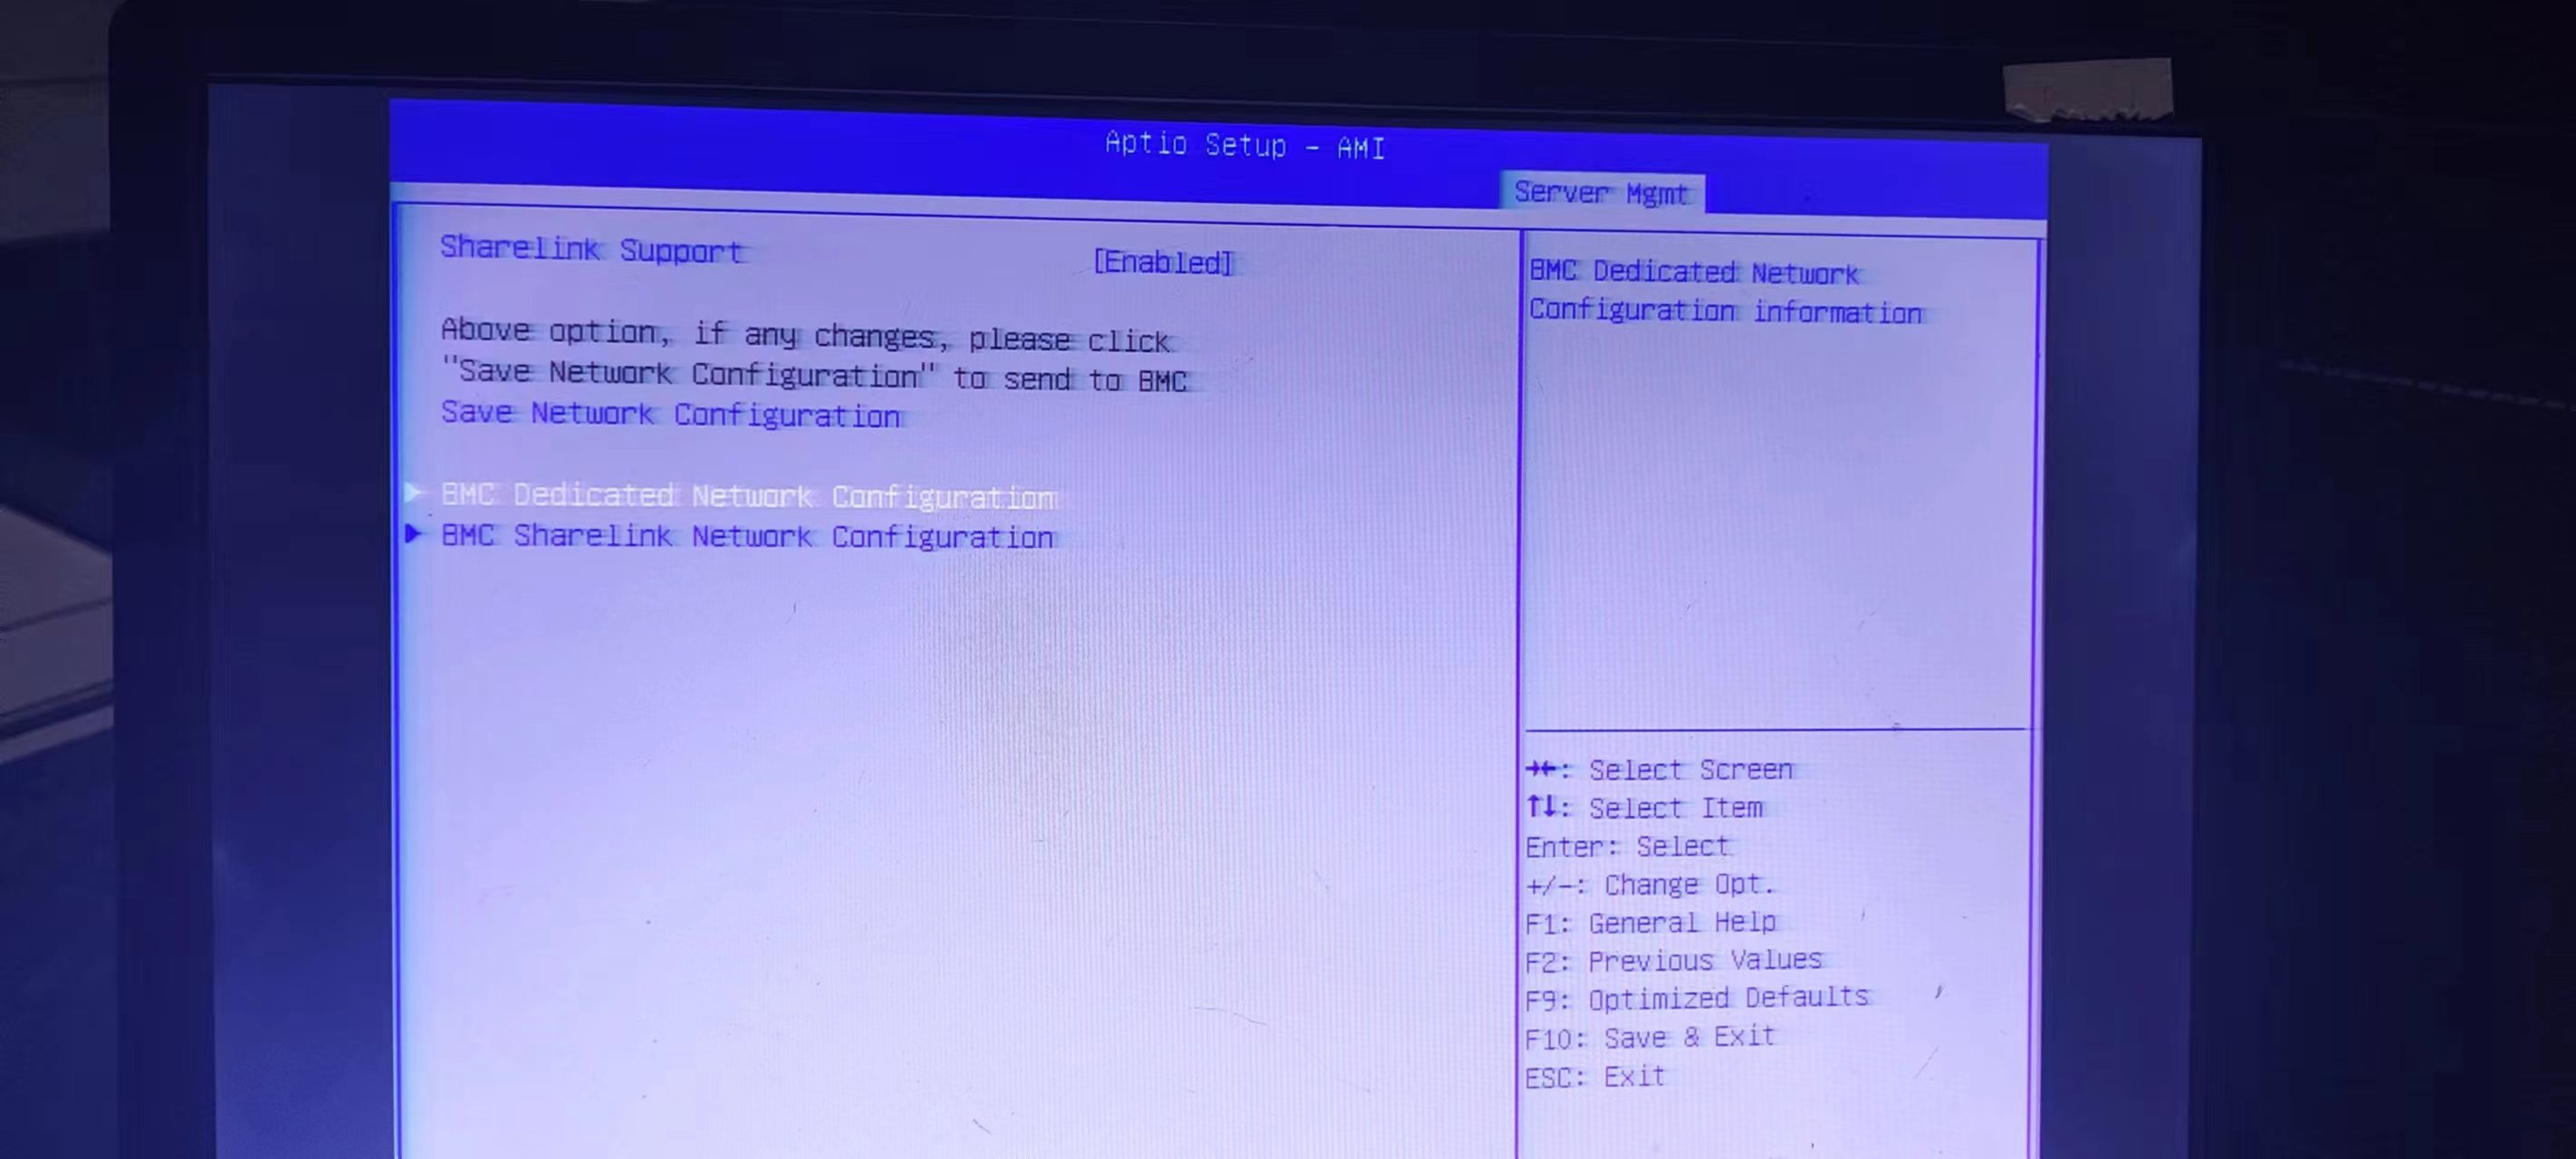 Aptio Setup - AMI
Server Mgmt
Sharelink Support [Enabled]
Above option, if any changes, please click
"Save Network Configuration" to send to BMC
Save Network Configuration
BMC Dedicated Network Configuration
BMC Sharelink Network Configuration
BMC Dedicated Network
Configuration information
→←: Select Screen
↑↓: Select Item
Enter: Select
+/-: Change Opt.
F1: General Help
F2: Previous Values
F9: Optimized Defaults
F10: Save & Exit
ESC: Exit